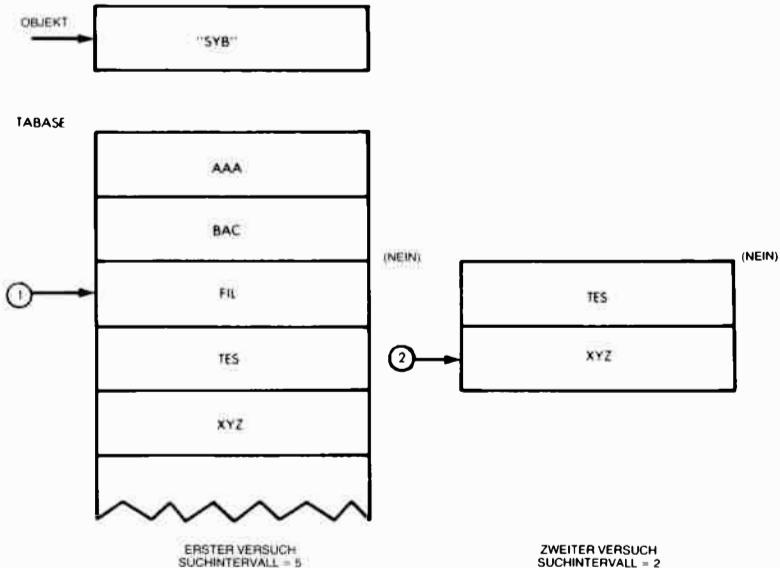 OBJEKT
"SYB"
TABASE
AAA
BAC
(NEIN)
(NEIN)
1
FIL
TES
TES
2
XYZ
XYZ
ERSTER VERSUCH
SUCHINTERVALL = 5
ZWEITER VERSUCH
SUCHINTERVALL = 2